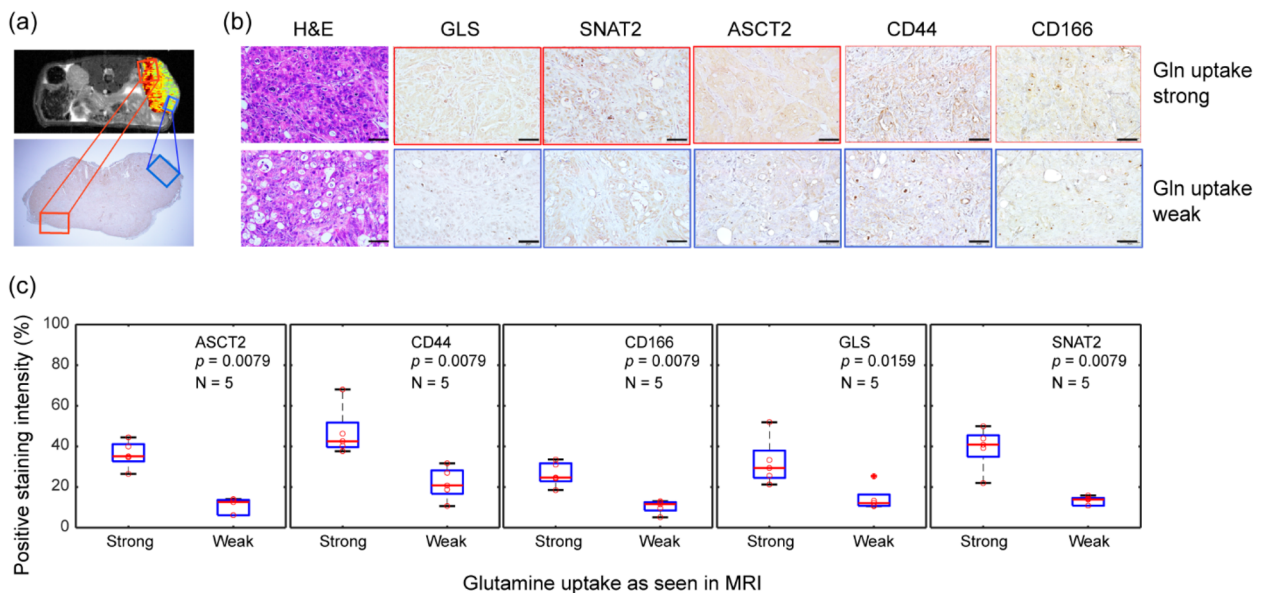 (a)
(b)
H&E
GLS
SNAT2
ASCT2
CD44
CD166
Gln uptake
strong
Gln uptake
weak
(c)
Positive staining intensity (%)
100
80
60
40
20
0
ASCT2
p = 0.0079
N = 5
CD44
p = 0.0079
N = 5
CD166
p = 0.0079
N = 5
GLS
p = 0.0159
N = 5
SNAT2
p = 0.0079
N = 5
Strong Weak Strong Weak Strong Weak Strong Weak Strong Weak
Glutamine uptake as seen in MRI